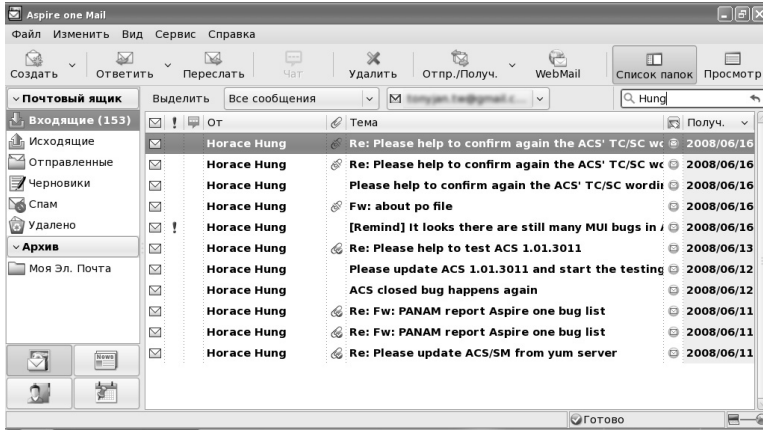 Aspire one Mail
Файл Изменить Вид Сервис Справка
Создать Ответить Переслать Чат Удалить Отпр./Получ. WebMail Список папок Просмотр
Почтовый ящик Выделить Все сообщения Hung
Входящие (153) От Тема Получ.
Исходящие Horace Hung Re: Please help to confirm again the ACS' TC/SC wo 2008/06/16
Отправленные Horace Hung Re: Please help to confirm again the ACS' TC/SC wo 2008/06/16
Черновики Horace Hung Please help to confirm again the ACS' TC/SC wordin 2008/06/16
Спам Horace Hung Fw: about po file 2008/06/16
Удалено ! Horace Hung [Remind] It looks there are still many MUI bugs in 2008/06/16
Архив Horace Hung Re: Please help to test ACS 1.01.3011 2008/06/13
Моя Эл. Почта Horace Hung Please update ACS 1.01.3011 and start the testing 2008/06/12
Horace Hung ACS closed bug happens again 2008/06/12
Horace Hung Re: Fw: PANAM report Aspire one bug list 2008/06/11
Horace Hung Re: Fw: PANAM report Aspire one bug list 2008/06/11
Horace Hung Re: Please update ACS/SM from yum server 2008/06/11
News
Готово